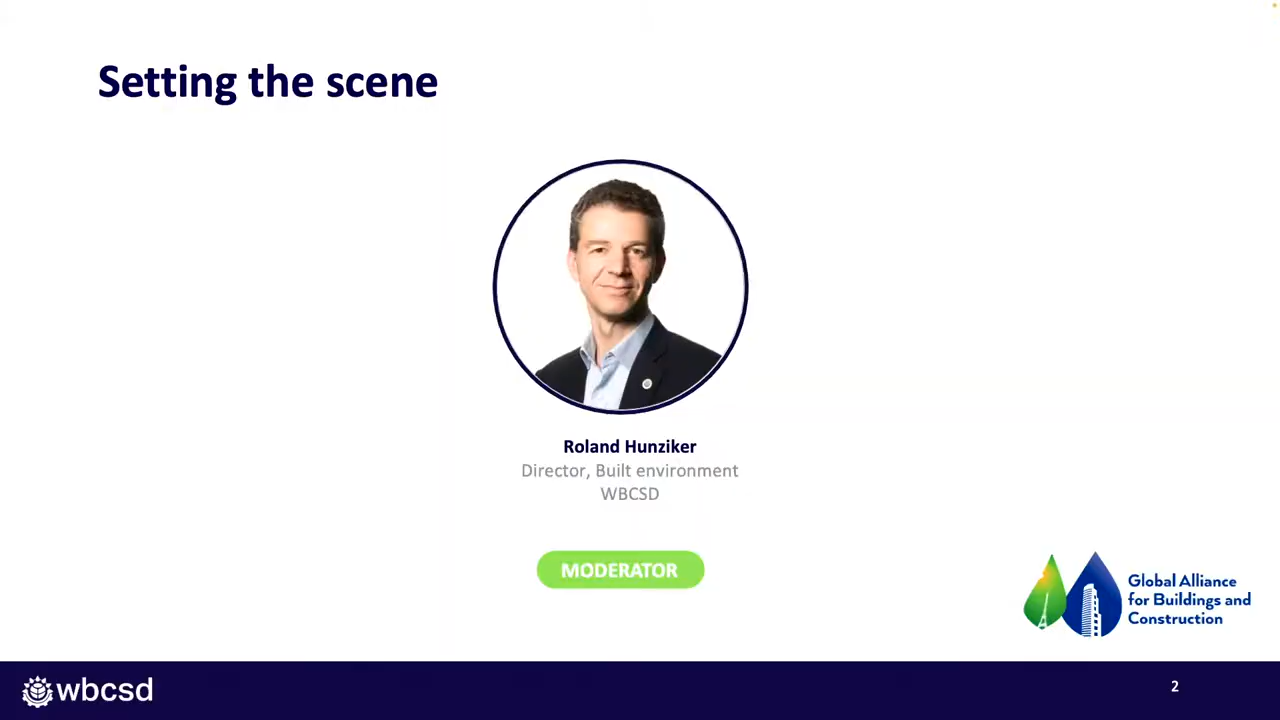 Setting the scene
Roland Hunziker
Director, Built environment
WBCSD
MODERATOR
Global Alliance
for Buildings and
Construction
wbcsd
2